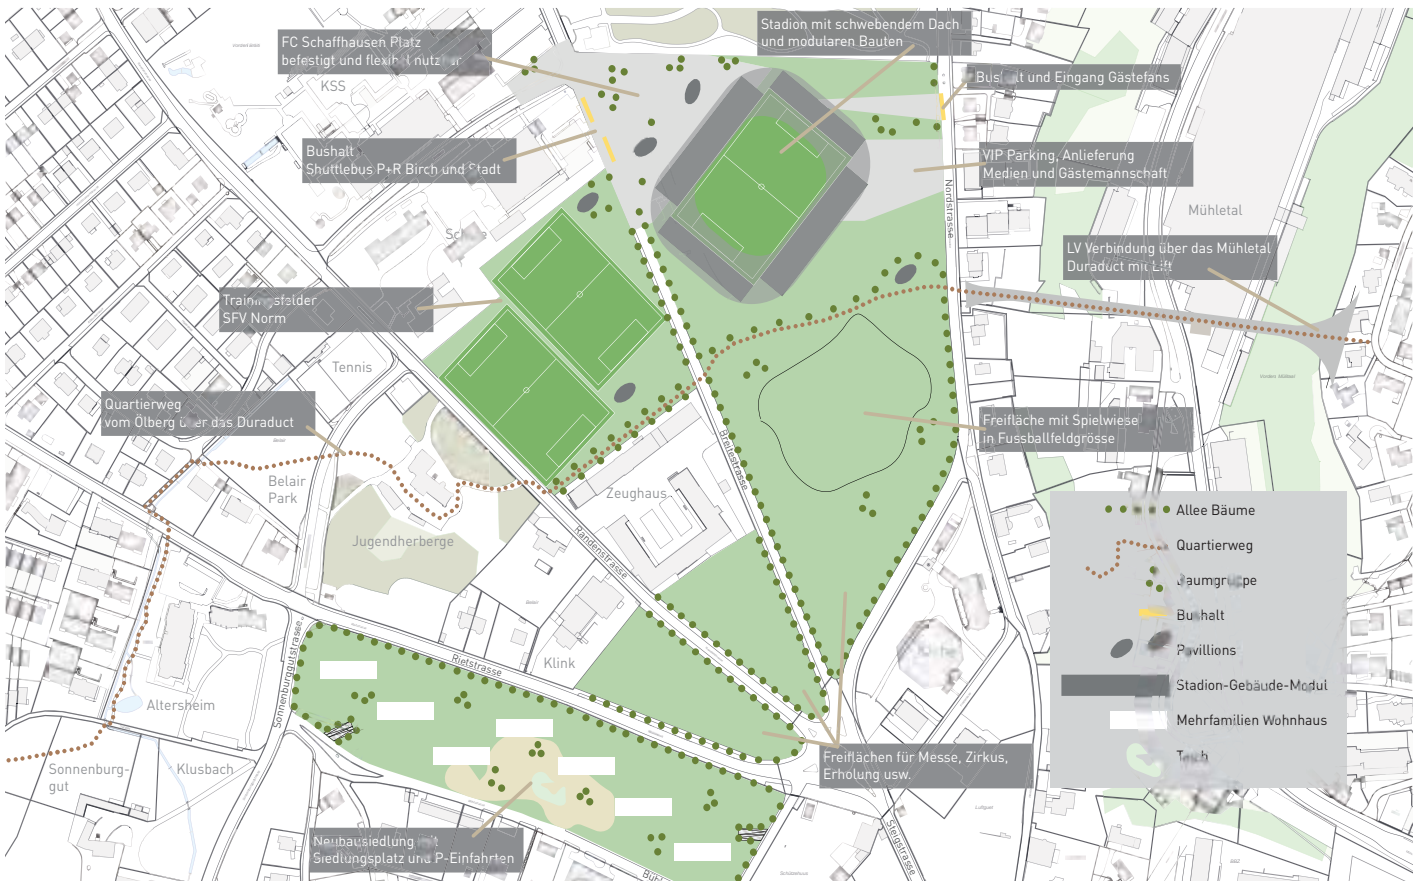 FC Schaffhausen Platz
befestigt und flexibel nutzbar
Stadion mit schwebendem Dach
und modularen Bauten
KSS
Bushalt und Eingang Gästefans
Bushalt
Shuttlebus P+R Birch und Stadt
VIP Parking, Anlieferung
Medien und Gästemannschaft
Nordstrasse
Mühletal
Schule
LV Verbindung über das Mühletal
Duraduct mit Lift
Trainingsfelder
SFV Norm
Tennis
Quartierweg
vom Ölberg über das Duraduct
Freifläche mit Spielwiese
in Fussballfeldgrösse
Breitestrasse
Belair
Park
Zeughaus
Jugendherberge
Randenstrasse
Allee Bäume
Quartierweg
Baumgruppe
Bushalt
Pavillions
Stadion-Gebäude-Modul
Mehrfamilien Wohnhaus
Teich
Klink
Rietstrasse
Sonnenburggutstrasse
Altersheim
Sonnenburg-
gut
Klusbach
Freiflächen für Messe, Zirkus,
Erholung usw.
Neubausiedlung mit
Siedlungsplatz und P-Einfahrten
Steigstrasse